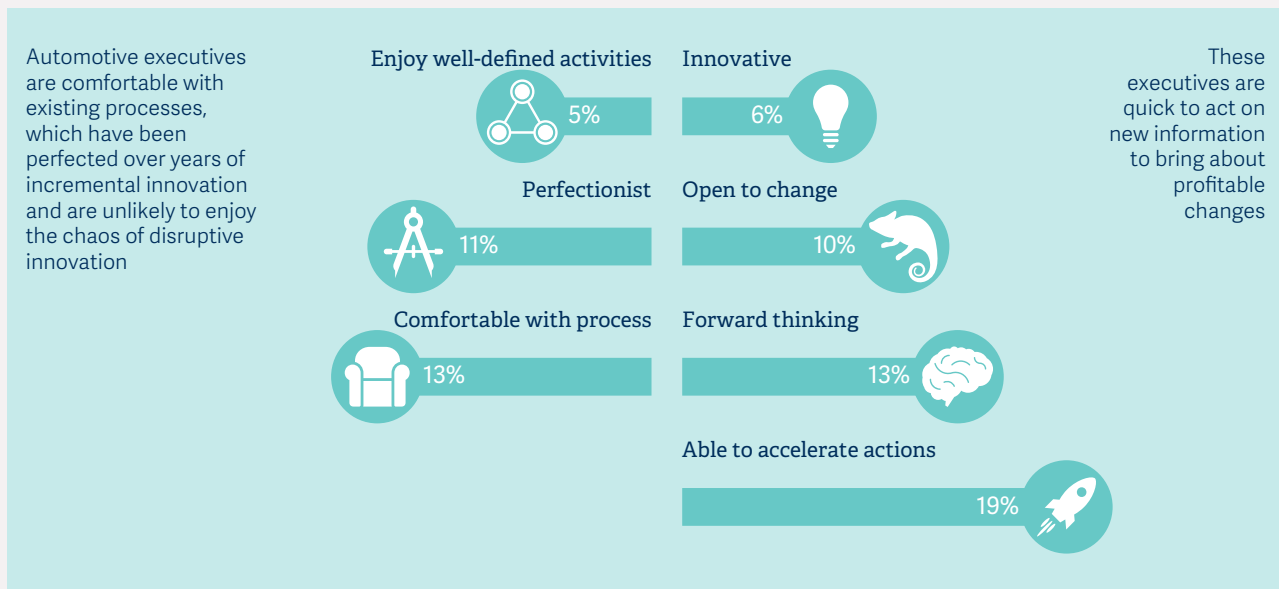 Automotive executives
are comfortable with
existing processes,
which have been
perfected over years of
incremental innovation
and are unlikely to enjoy
the chaos of disruptive
innovation
Enjoy well-defined activities
5%
Perfectionist
11%
Comfortable with process
13%
Innovative
6%
Open to change
10%
Forward thinking
13%
Able to accelerate actions
19%
These
executives are
quick to act on
new information
to bring about
profitable
changes